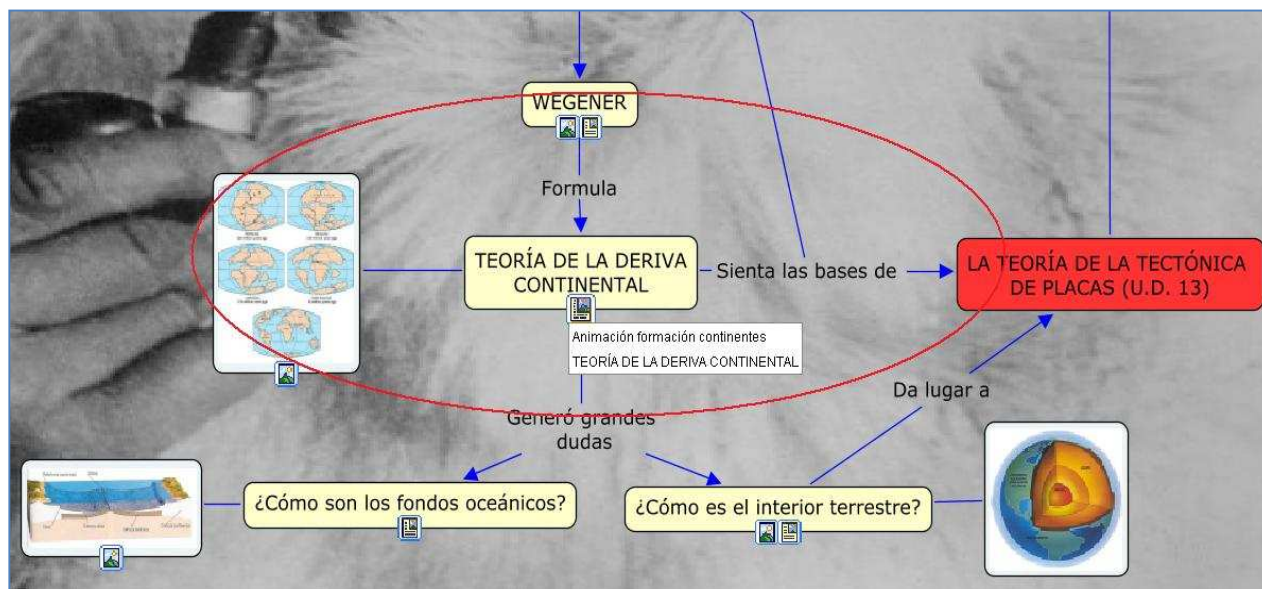 WEGENER
Formula
TEORÍA DE LA DERIVA
CONTINENTAL
Sienta las bases de
LA TEORÍA DE LA TECTÓNICA
DE PLACAS (U.D. 13)
Animación formación continentes
TEORÍA DE LA DERIVA CONTINENTAL
Da lugar a
Generó grandes
dudas
¿Cómo son los fondos oceánicos?
¿Cómo es el interior terrestre?